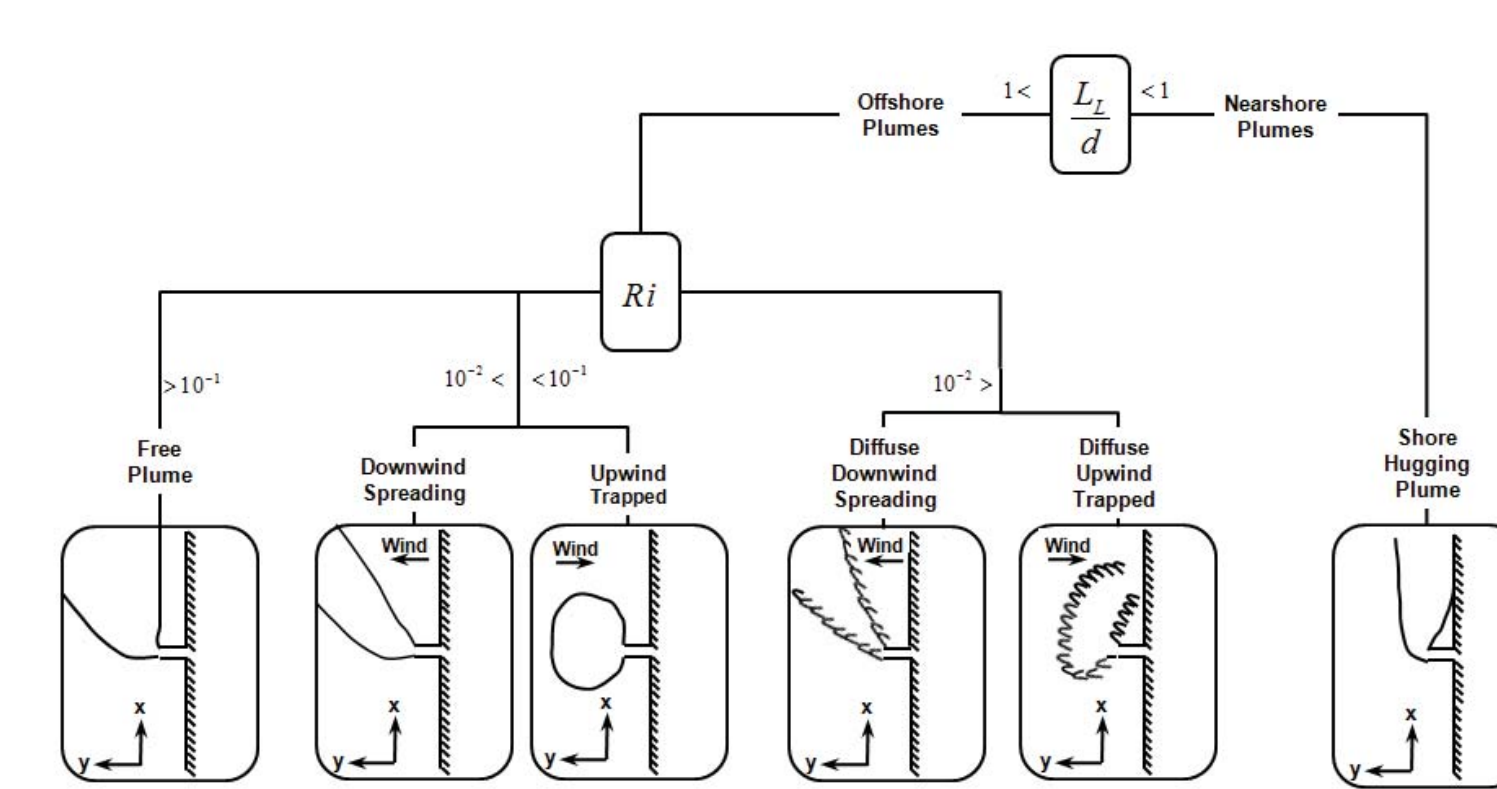 Offshore
Plumes
1 <
L_L
d
< 1
Nearshore
Plumes
Ri
> 10⁻¹
10⁻² <
< 10⁻¹
10⁻² >
Free
Plume
Downwind
Spreading
Upwind
Trapped
Diffuse
Downwind
Spreading
Diffuse
Upwind
Trapped
Shore
Hugging
Plume
x
y
Wind
x
y
Wind
x
y
Wind
x
y
Wind
x
y
x
y